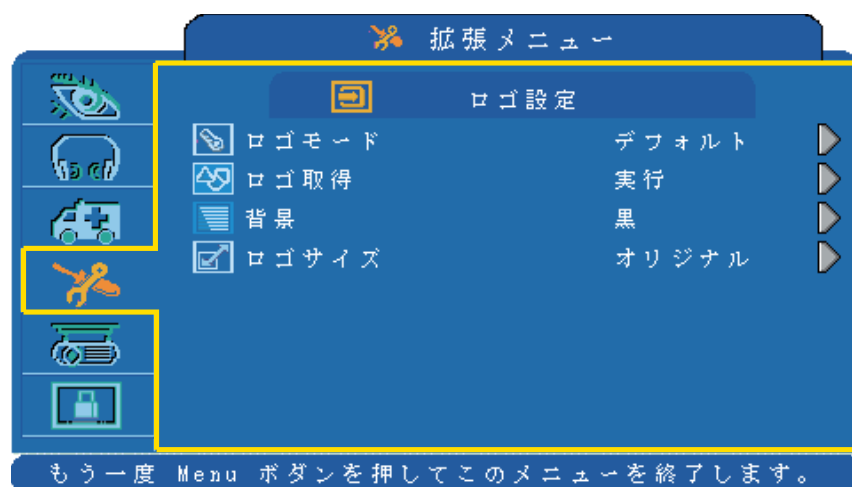 拡張メニュー
ロゴ設定
ロゴモード デフォルト
ロゴ取得 実行
背景 黒
ロゴサイズ オリジナル
もう一度 Menu ボダンを押してこのメニューを終了します。